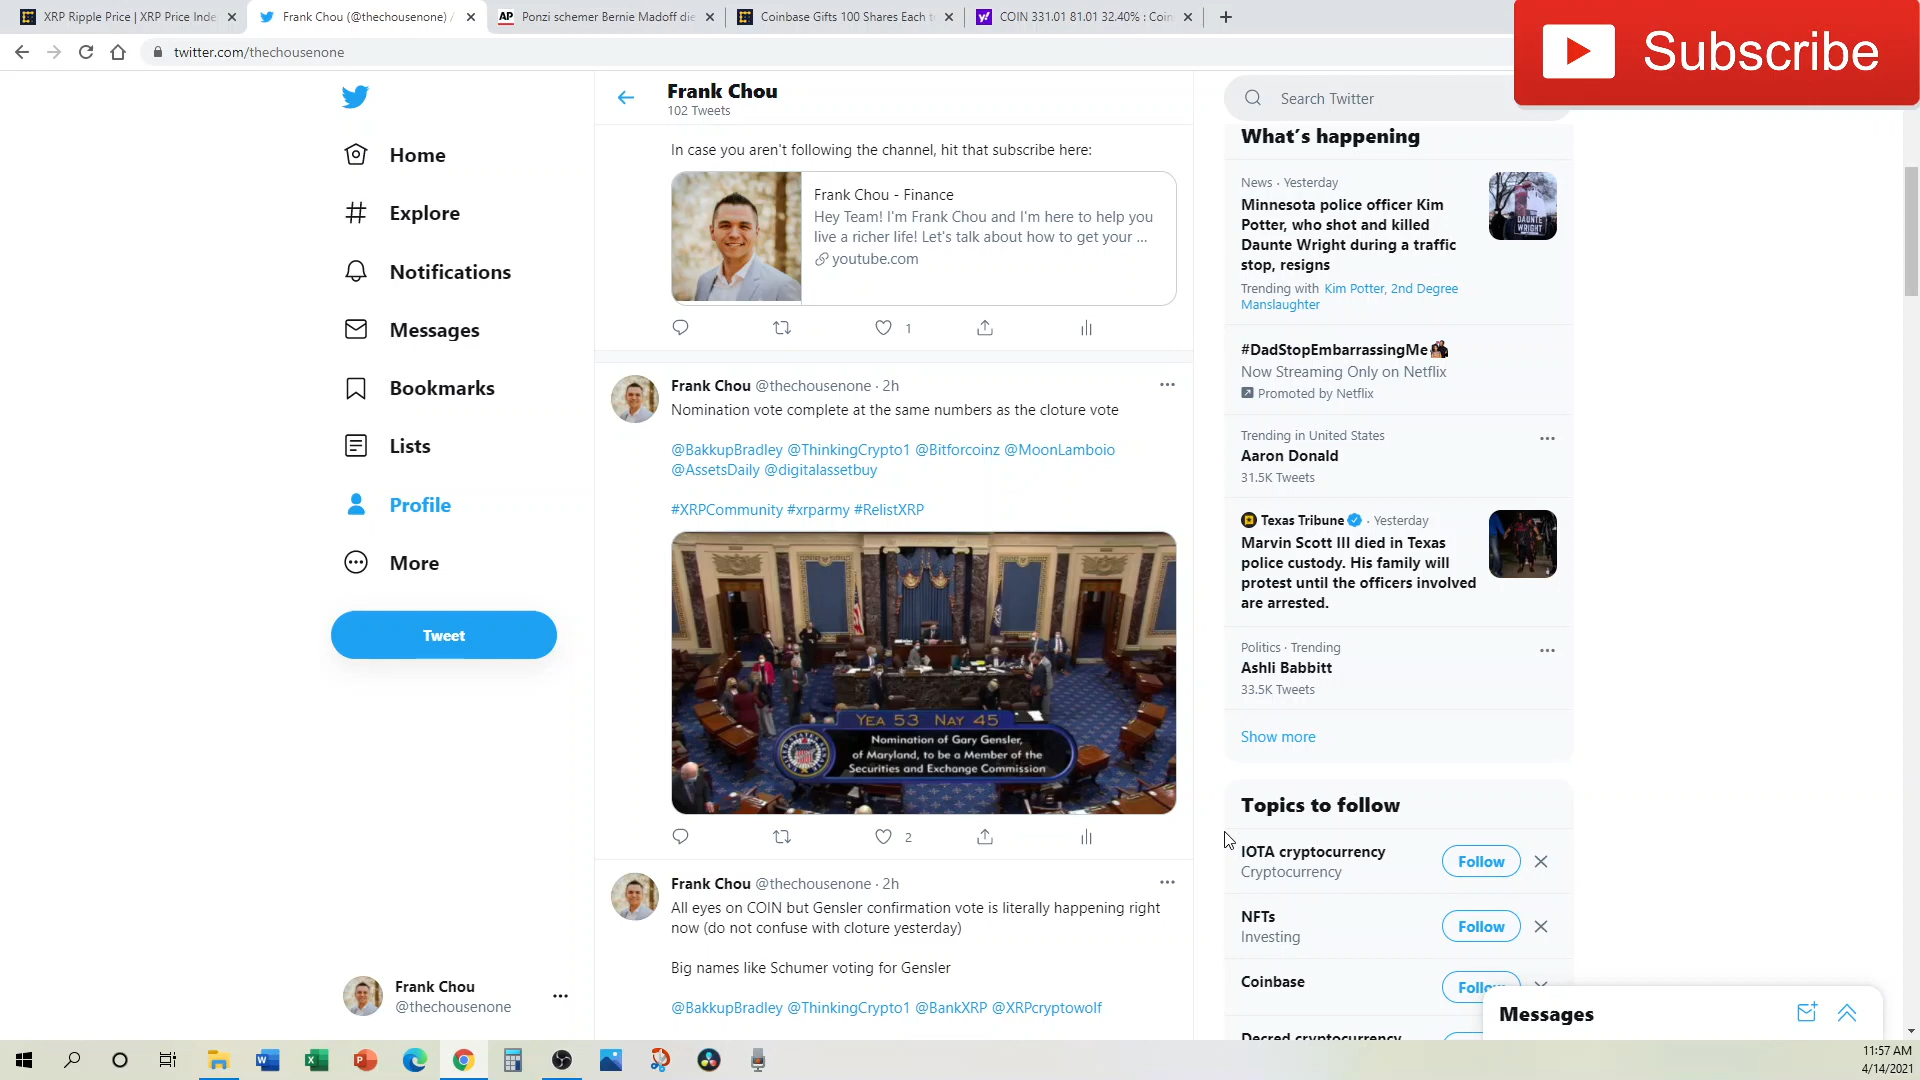 XRP Ripple Price | XRP Price Inde
Frank Chou (@thechousenone) /
AP Ponzi schemer Bernie Madoff die
Coinbase Gifts 100 Shares Each t
COIN 331.01 81.01 32.40% : Coin
twitter.com/thechousenone
Subscribe
Home
Explore
Notifications
Messages
Bookmarks
Lists
Profile
More
Tweet
Frank Chou
@thechousenone
Frank Chou
102 Tweets
In case you aren't following the channel, hit that subscribe here:
Frank Chou - Finance
Hey Team! I'm Frank Chou and I'm here to help you
live a richer life! Let's talk about how to get your ...
youtube.com
1
Frank Chou @thechousenone · 2h
Nomination vote complete at the same numbers as the cloture vote
@BakkupBradley @ThinkingCrypto1 @Bitforcoinz @MoonLamboio
@AssetsDaily @digitalassetbuy
#XRPCommunity #xrparmy #RelistXRP
YEA 53 NAY 45
Nomination of Gary Gensler,
of Maryland, to be a Member of the
Securities and Exchange Commission
2
Frank Chou @thechousenone · 2h
All eyes on COIN but Gensler confirmation vote is literally happening right
now (do not confuse with cloture yesterday)
Big names like Schumer voting for Gensler
@BakkupBradley @ThinkingCrypto1 @BankXRP @XRPcryptowolf
Search Twitter
What's happening
News · Yesterday
Minnesota police officer Kim
Potter, who shot and killed
Daunte Wright during a traffic
stop, resigns
Trending with Kim Potter, 2nd Degree
Manslaughter
DAUNTE
WRIGHT
#DadStopEmbarrassingMe
Now Streaming Only on Netflix
Promoted by Netflix
Trending in United States
Aaron Donald
31.5K Tweets
Texas Tribune · Yesterday
Marvin Scott III died in Texas
police custody. His family will
protest until the officers involved
are arrested.
Politics · Trending
Ashli Babbitt
33.5K Tweets
Show more
Topics to follow
IOTA cryptocurrency
Cryptocurrency
Follow
NFTs
Investing
Follow
Coinbase
Follow
Decred cryptocurrency
Messages
11:57 AM
4/14/2021